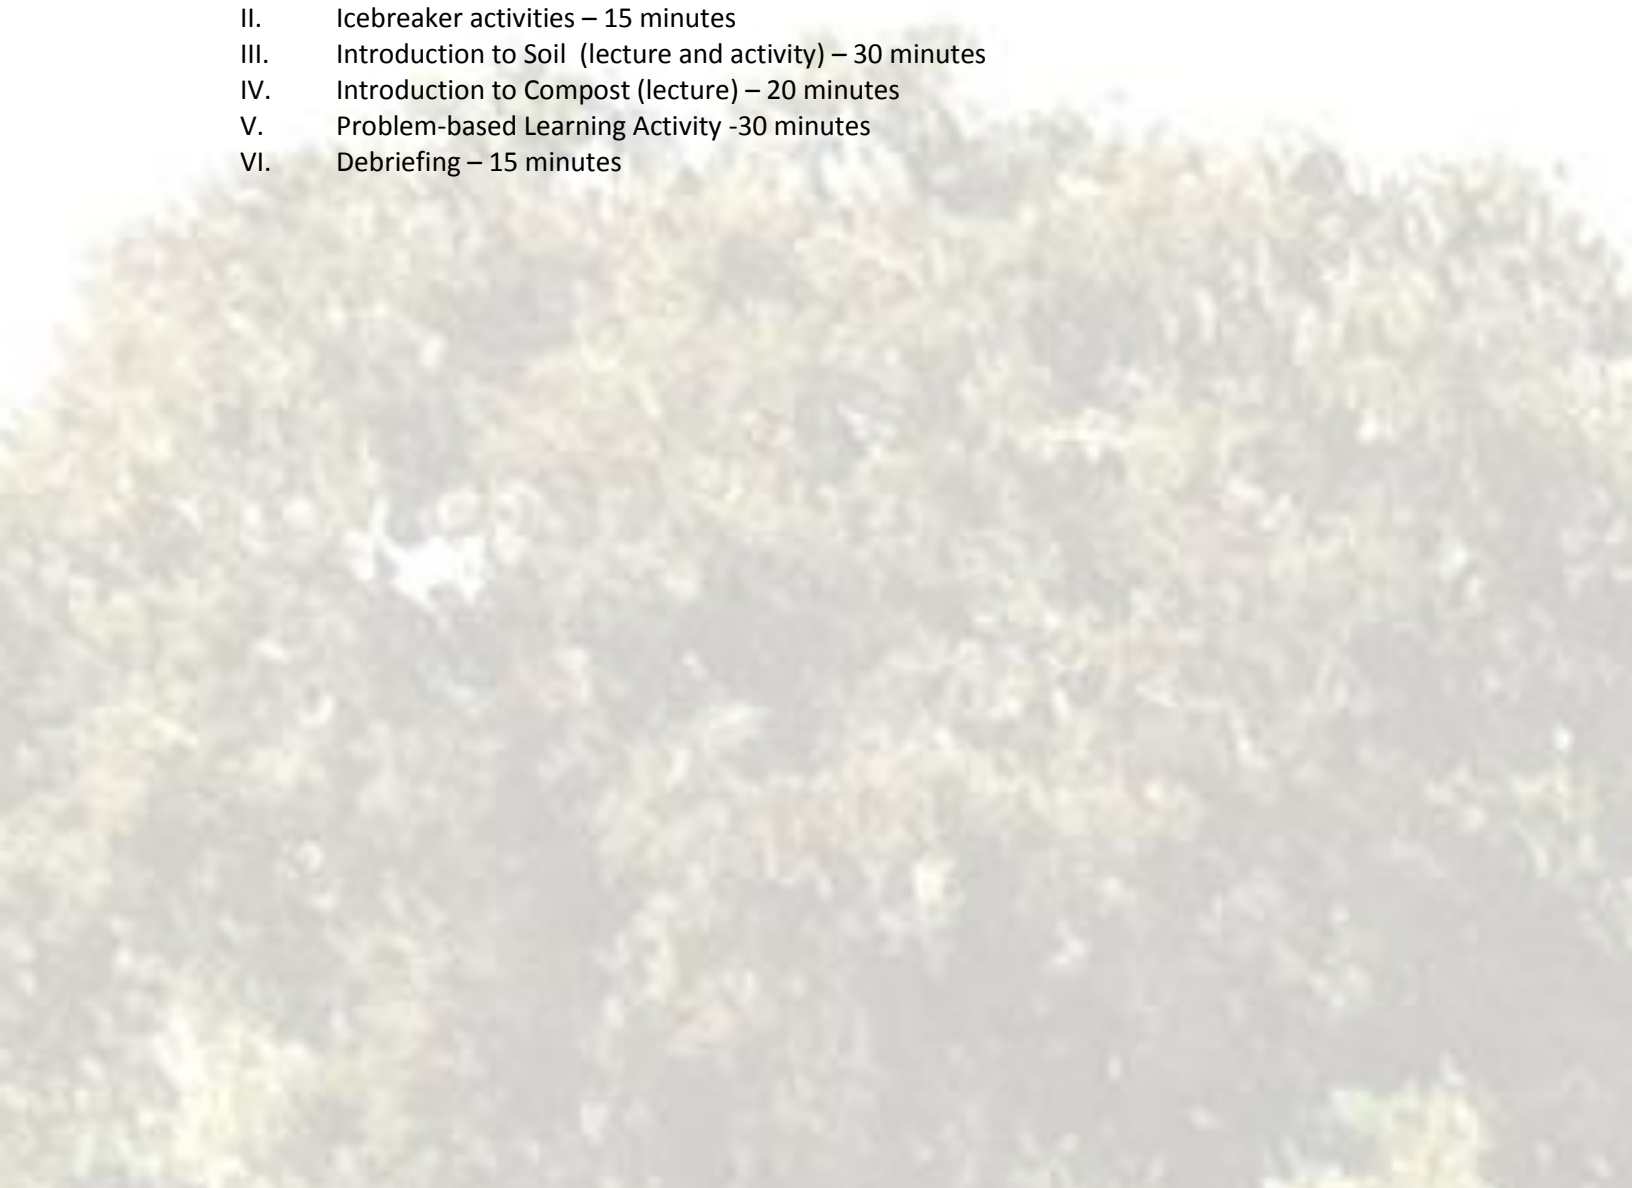 II. Icebreaker activities – 15 minutes
III. Introduction to Soil  (lecture and activity) – 30 minutes
IV. Introduction to Compost (lecture) – 20 minutes
V. Problem-based Learning Activity -30 minutes
VI. Debriefing – 15 minutes